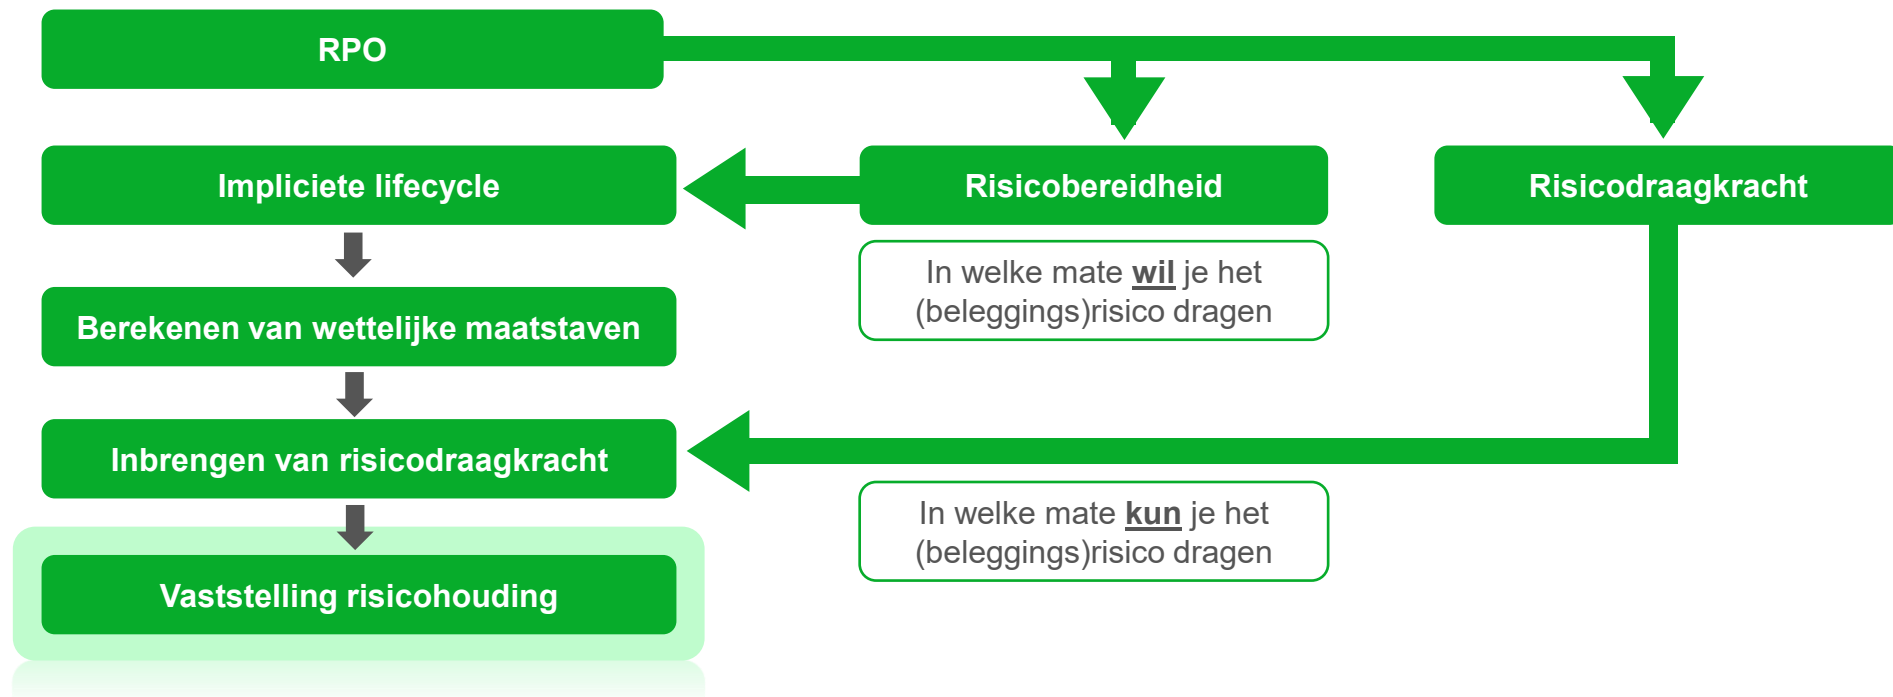 RPO
Impliciete lifecycle
Risicobereidheid
Risicodraagkracht
In welke mate wil je het
(beleggings)risico dragen
Berekenen van wettelijke maatstaven
Inbrengen van risicodraagkracht
In welke mate kun je het
(beleggings)risico dragen
Vaststelling risicohouding